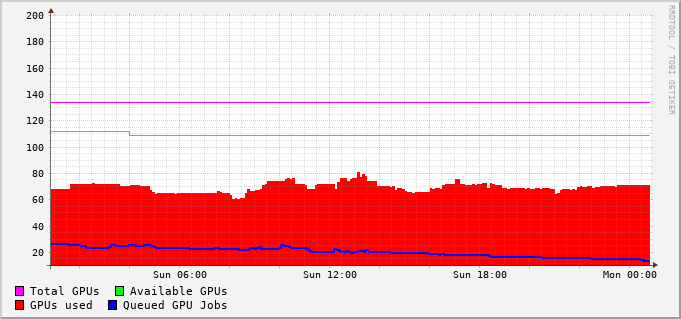 200
180
160
140
120
100
80
60
40
20
Sun 06:00 Sun 12:00 Sun 18:00 Mon 00:00
Total GPUs Available GPUs
GPUs used Queued GPU Jobs
RRDTOOL / TOBI OETIKER